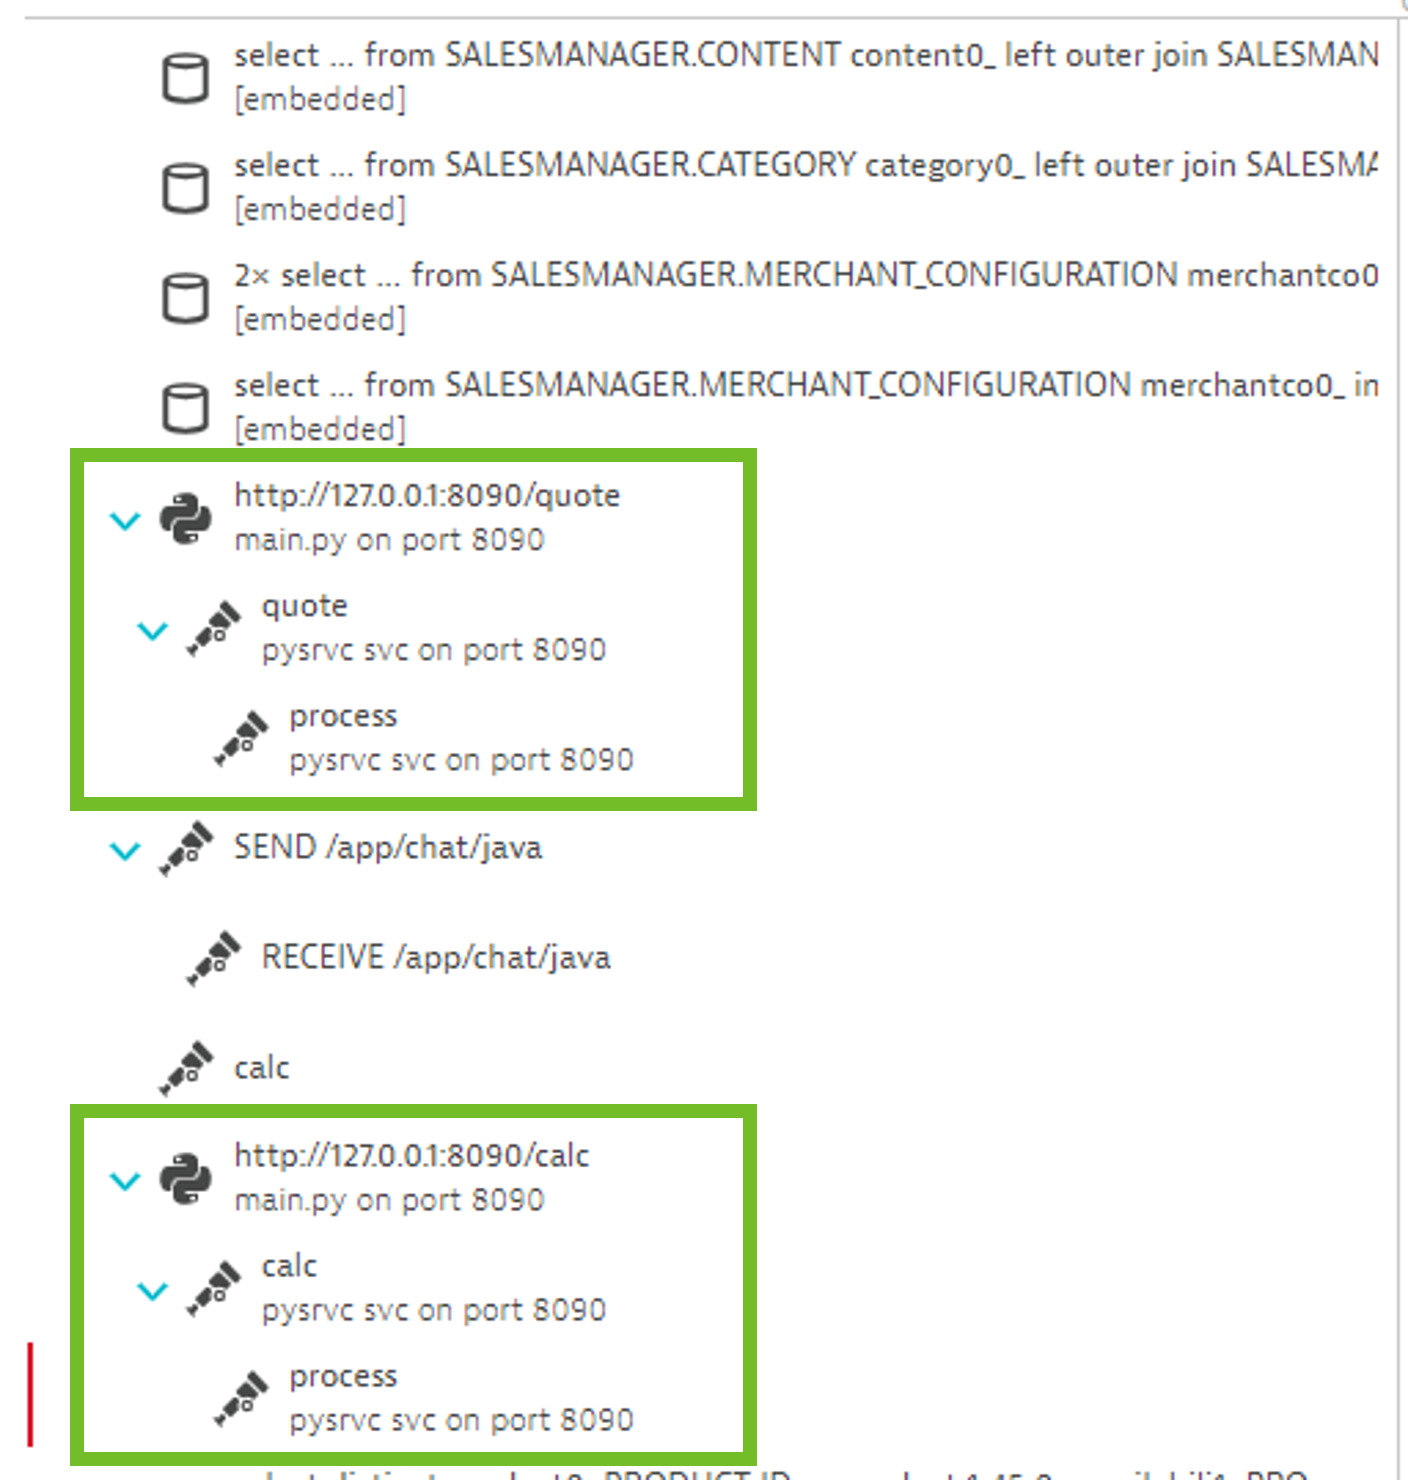 select ... from SALESMANAGER.CONTENT content0_ left outer join SALESMAN
[embedded]
select ... from SALESMANAGER.CATEGORY category0_ left outer join SALESMA
[embedded]
2× select ... from SALESMANAGER.MERCHANT_CONFIGURATION merchantco0
[embedded]
select ... from SALESMANAGER.MERCHANT_CONFIGURATION merchantco0_ in
[embedded]
http://127.0.0.1:8090/quote
main.py on port 8090
quote
pysrvc svc on port 8090
process
pysrvc svc on port 8090
SEND /app/chat/java
RECEIVE /app/chat/java
calc
http://127.0.0.1:8090/calc
main.py on port 8090
calc
pysrvc svc on port 8090
process
pysrvc svc on port 8090